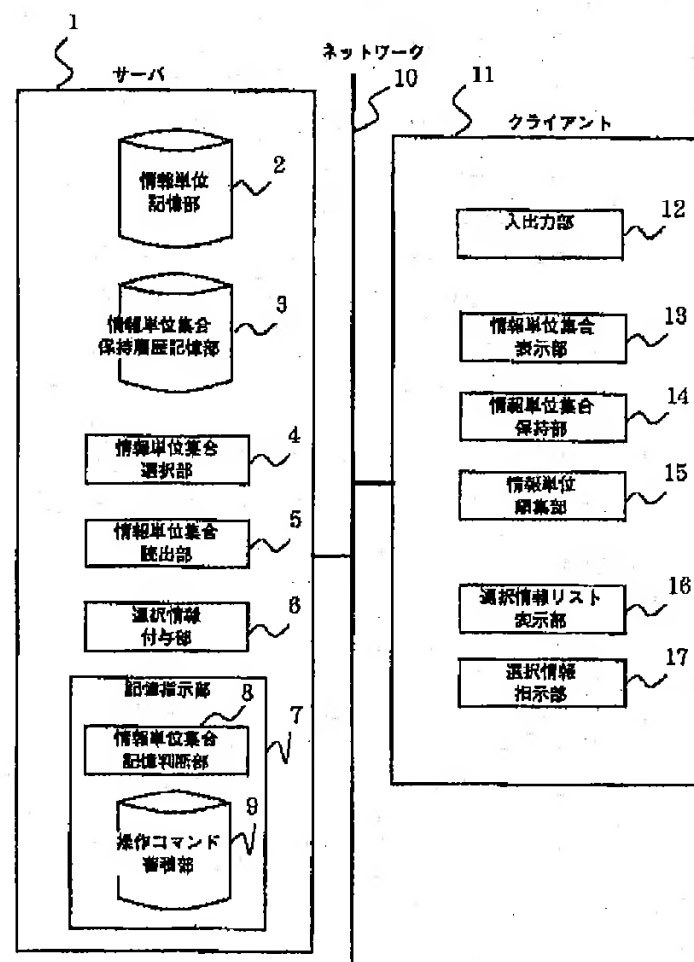 1
サーバ
ネットワーク
10
11
クライアント
情報単位
記憶部
2
情報単位集合
保持履歴記憶部
3
情報単位集合
選択部
4
情報単位集合
読出部
5
選択情報
付与部
6
記憶指示部
8
7
情報単位集合
記憶判断部
9
操作コマンド
蓄積部
入出力部
12
情報単位集合
表示部
13
情報単位集合
保持部
14
情報単位
編集部
15
選択情報リスト
表示部
16
選択情報
指示部
17